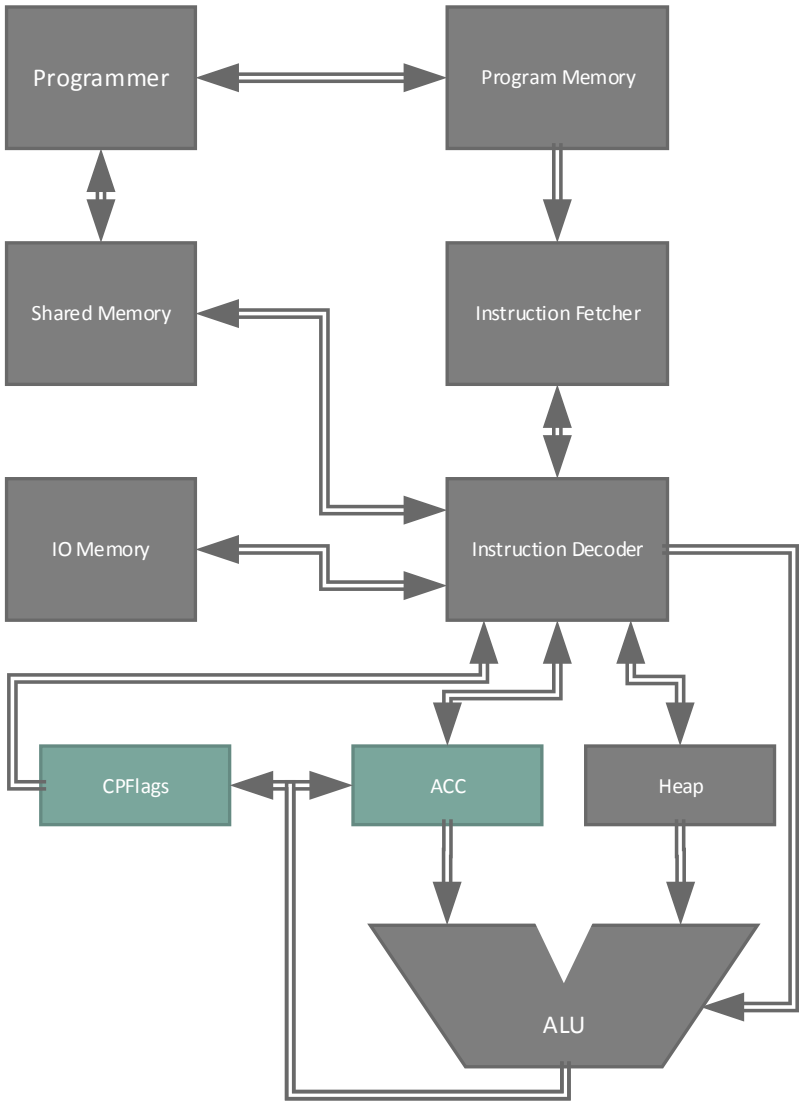 Programmer
Program Memory
Shared Memory
Instruction Fetcher
IO Memory
Instruction Decoder
CPFlags
ACC
Heap
ALU